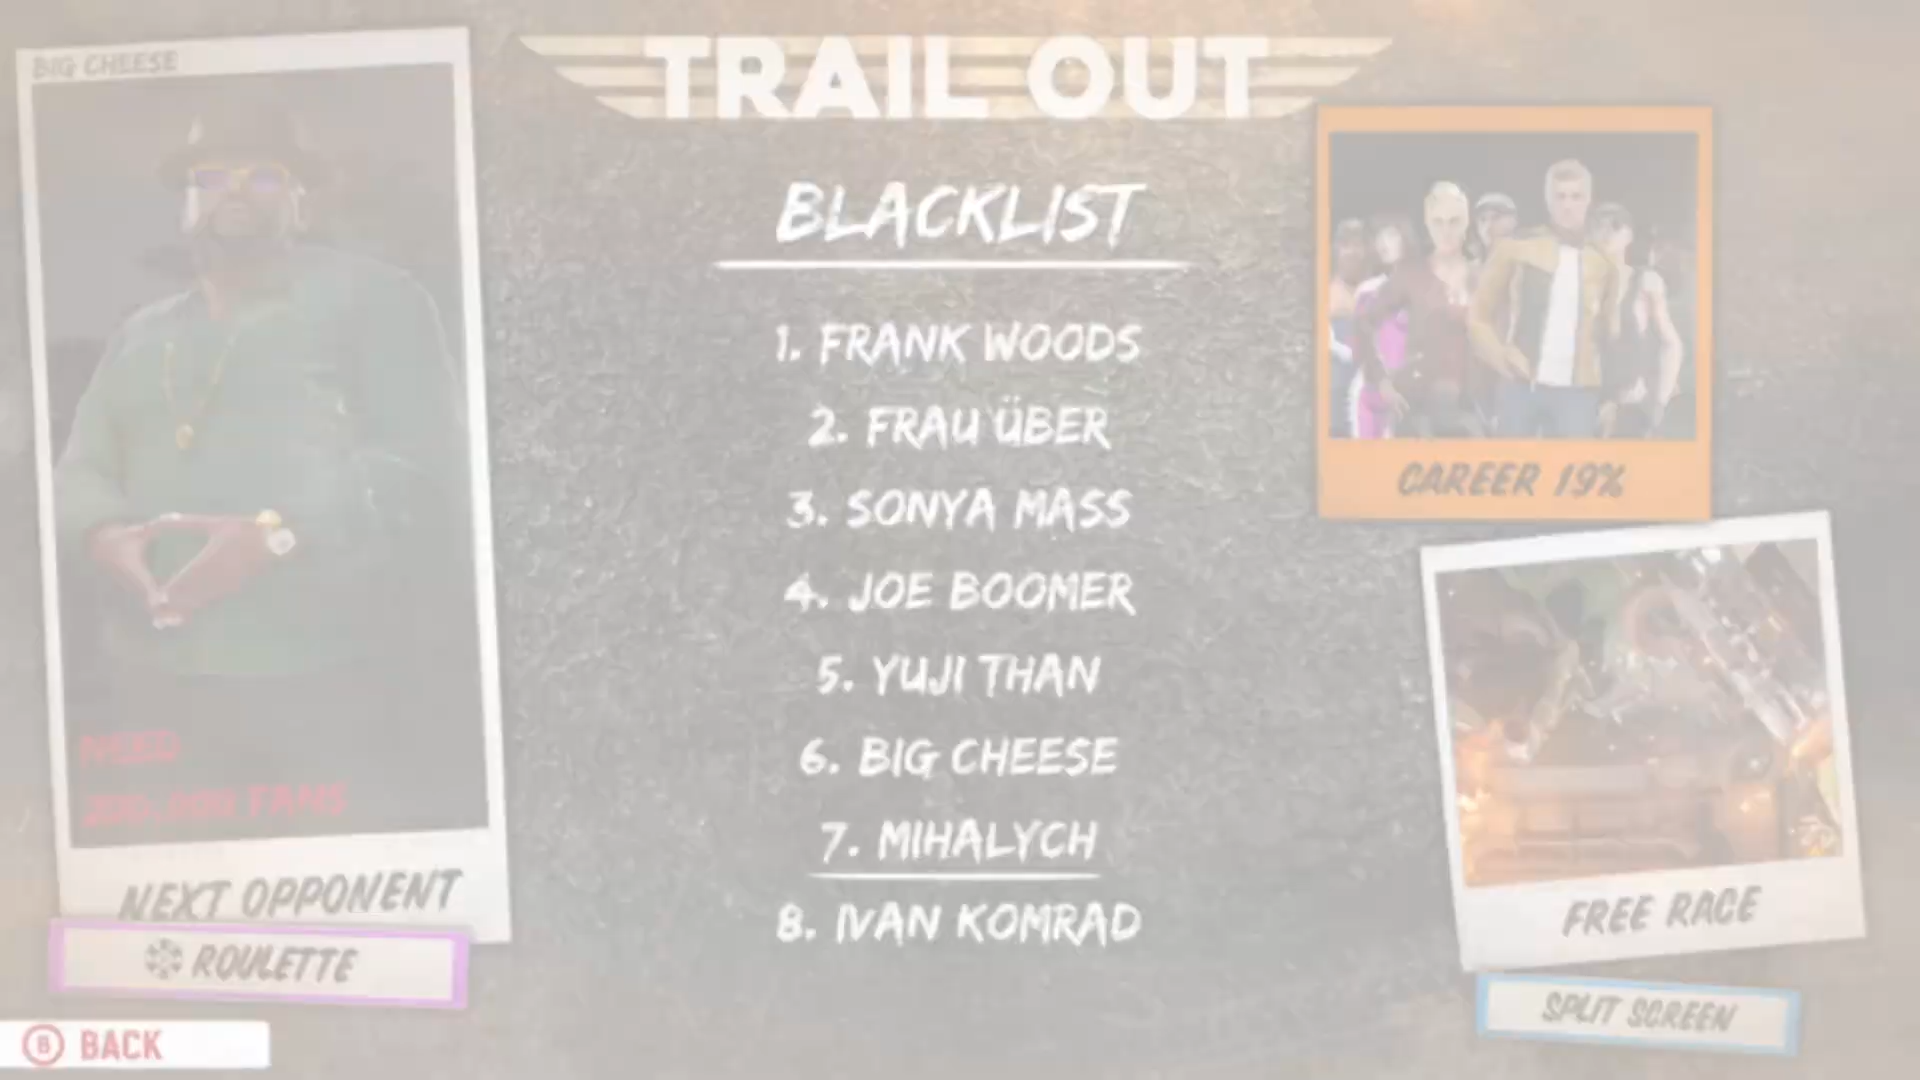 BIG CHEESE
TRAIL OUT
BLACKLIST
1. FRANK WOODS
2. FRAU ÜBER
3. SONYA MASS
4. JOE BOOMER
5. YUJI THAN
6. BIG CHEESE
7. MIHALYCH
8. IVAN KOMRAD
NEED
FANS
NEXT OPPONENT
ROULETTE
B BACK
CAREER 19%
FREE RACE
SPLIT SCREEN